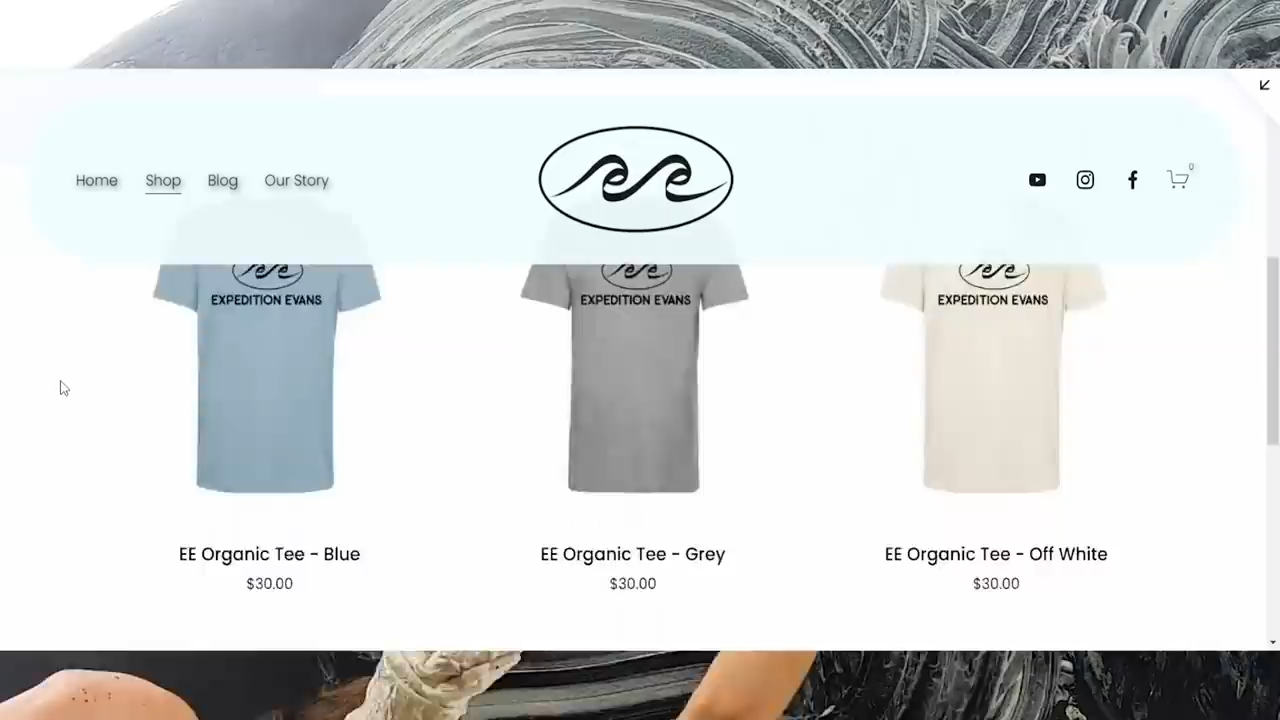 Home Shop Blog Our Story
0
EXPEDITION EVANS EXPEDITION EVANS EXPEDITION EVANS
EE Organic Tee - Blue EE Organic Tee - Grey EE Organic Tee - Off White
$30.00 $30.00 $30.00